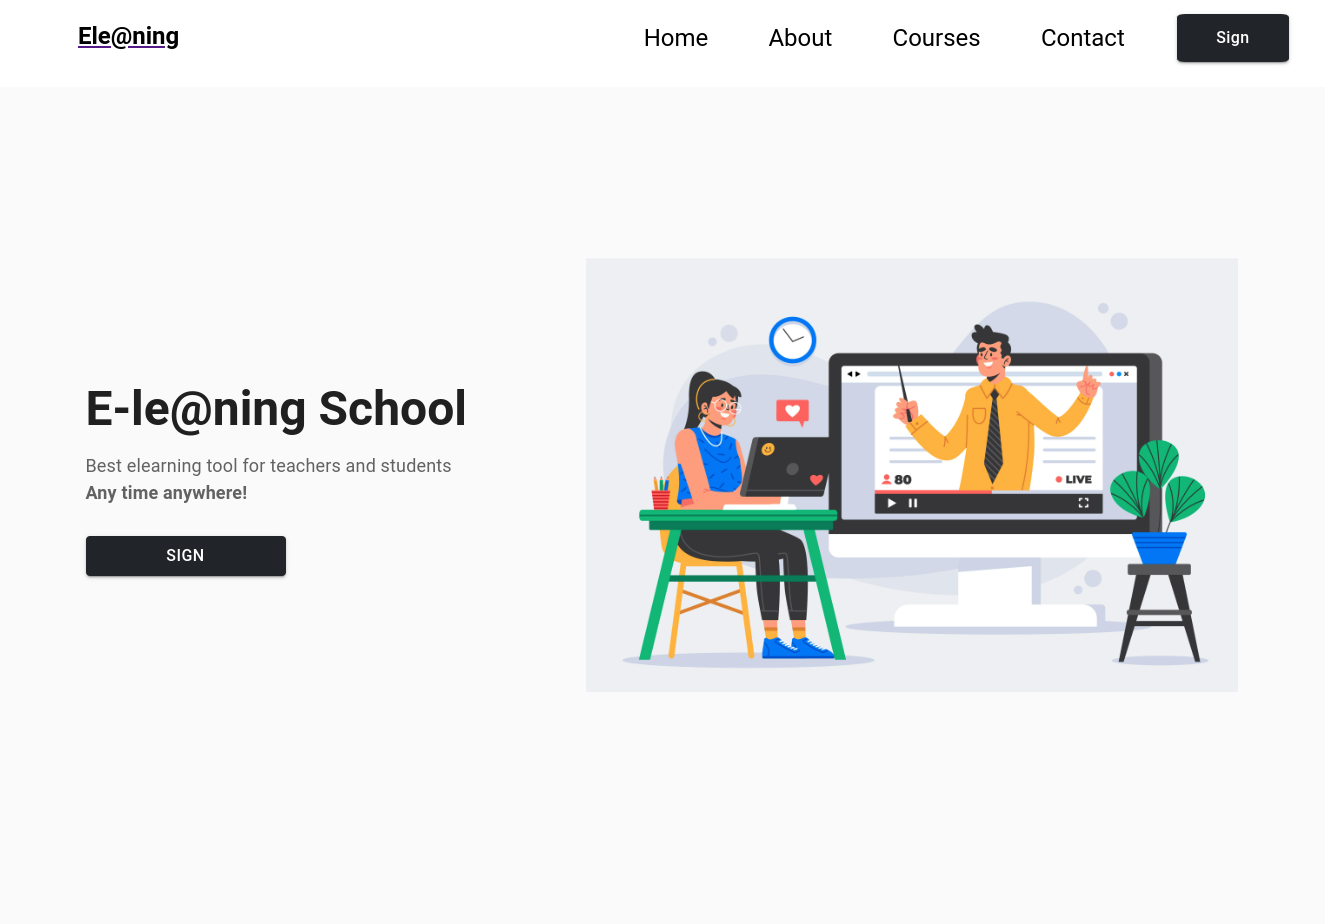 Ele@ning
Home About Courses Contact Sign
E-le@ning School
Best elearning tool for teachers and students
Any time anywhere!
SIGN
80
LIVE